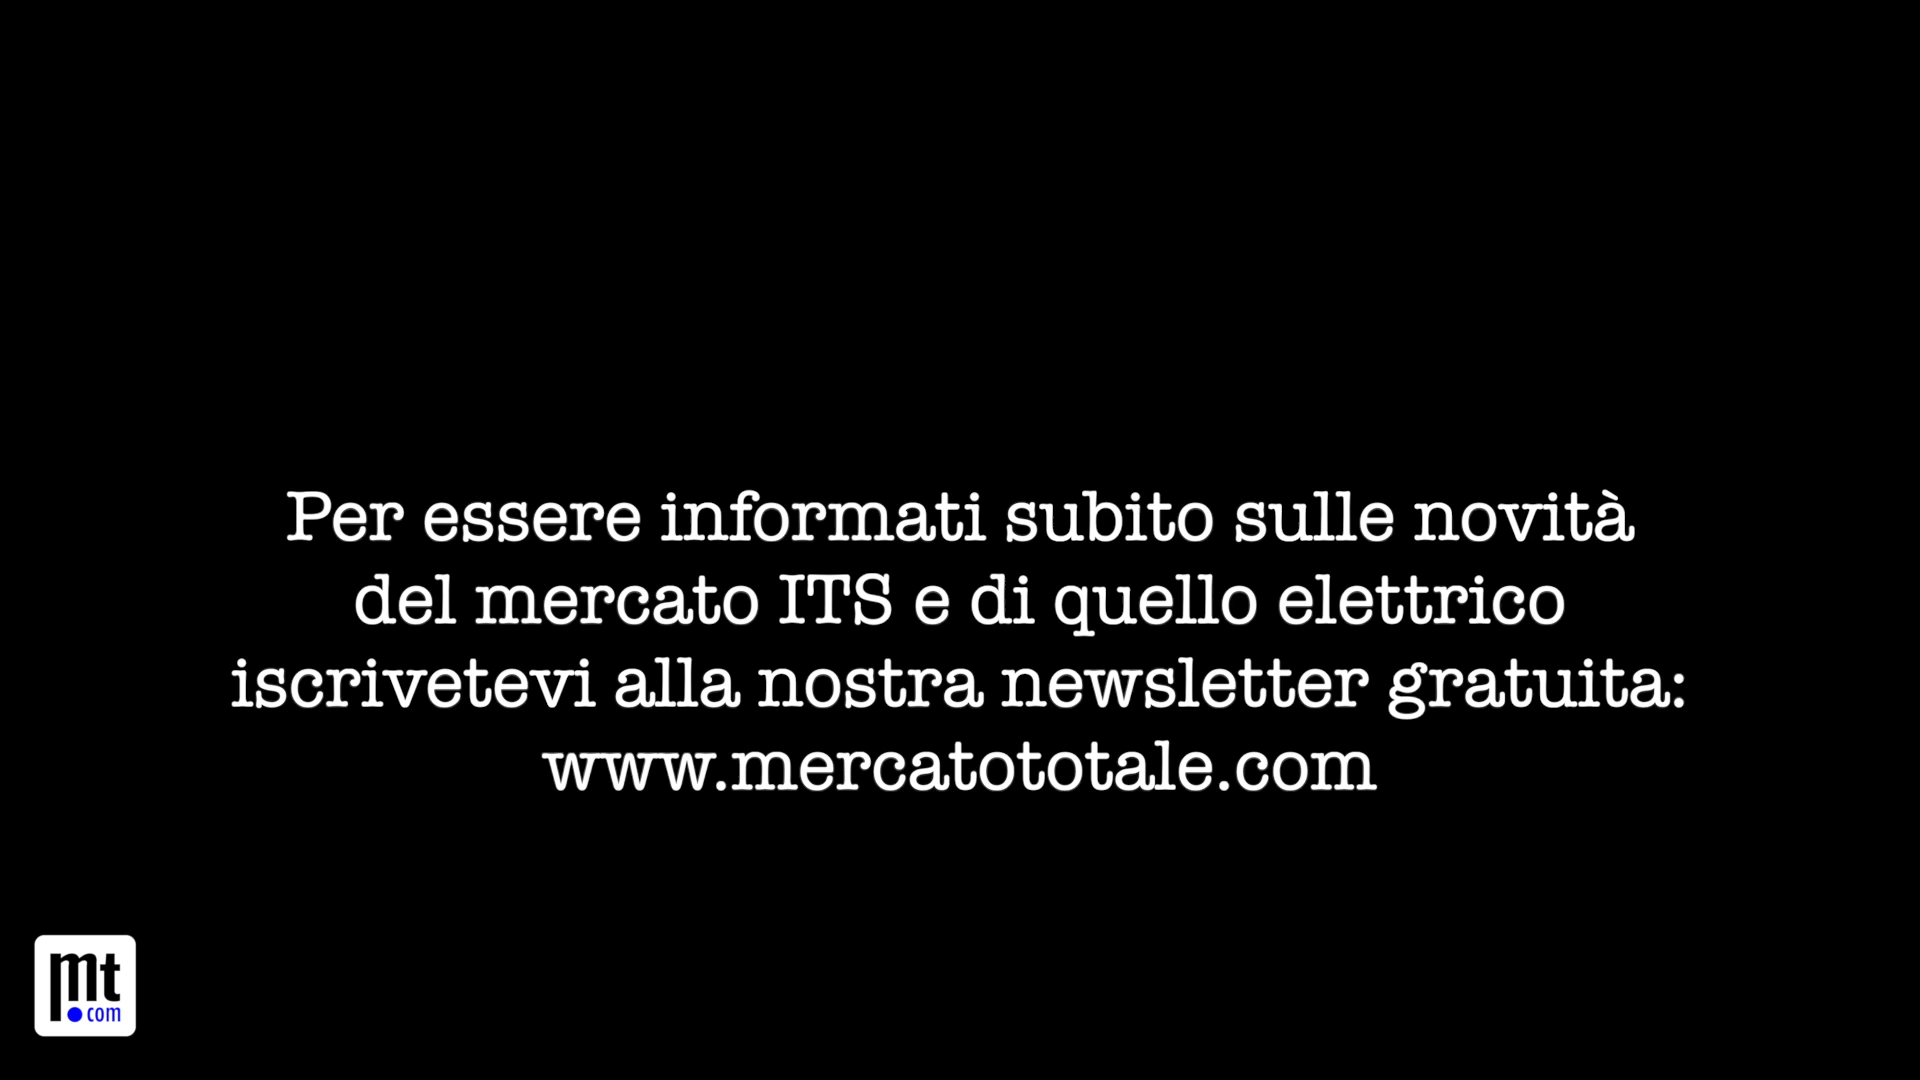 Per essere informati subito sulle novità
del mercato ITS e di quello elettrico
iscrivetevi alla nostra newsletter gratuita:
www.mercatototale.com
mt
.com